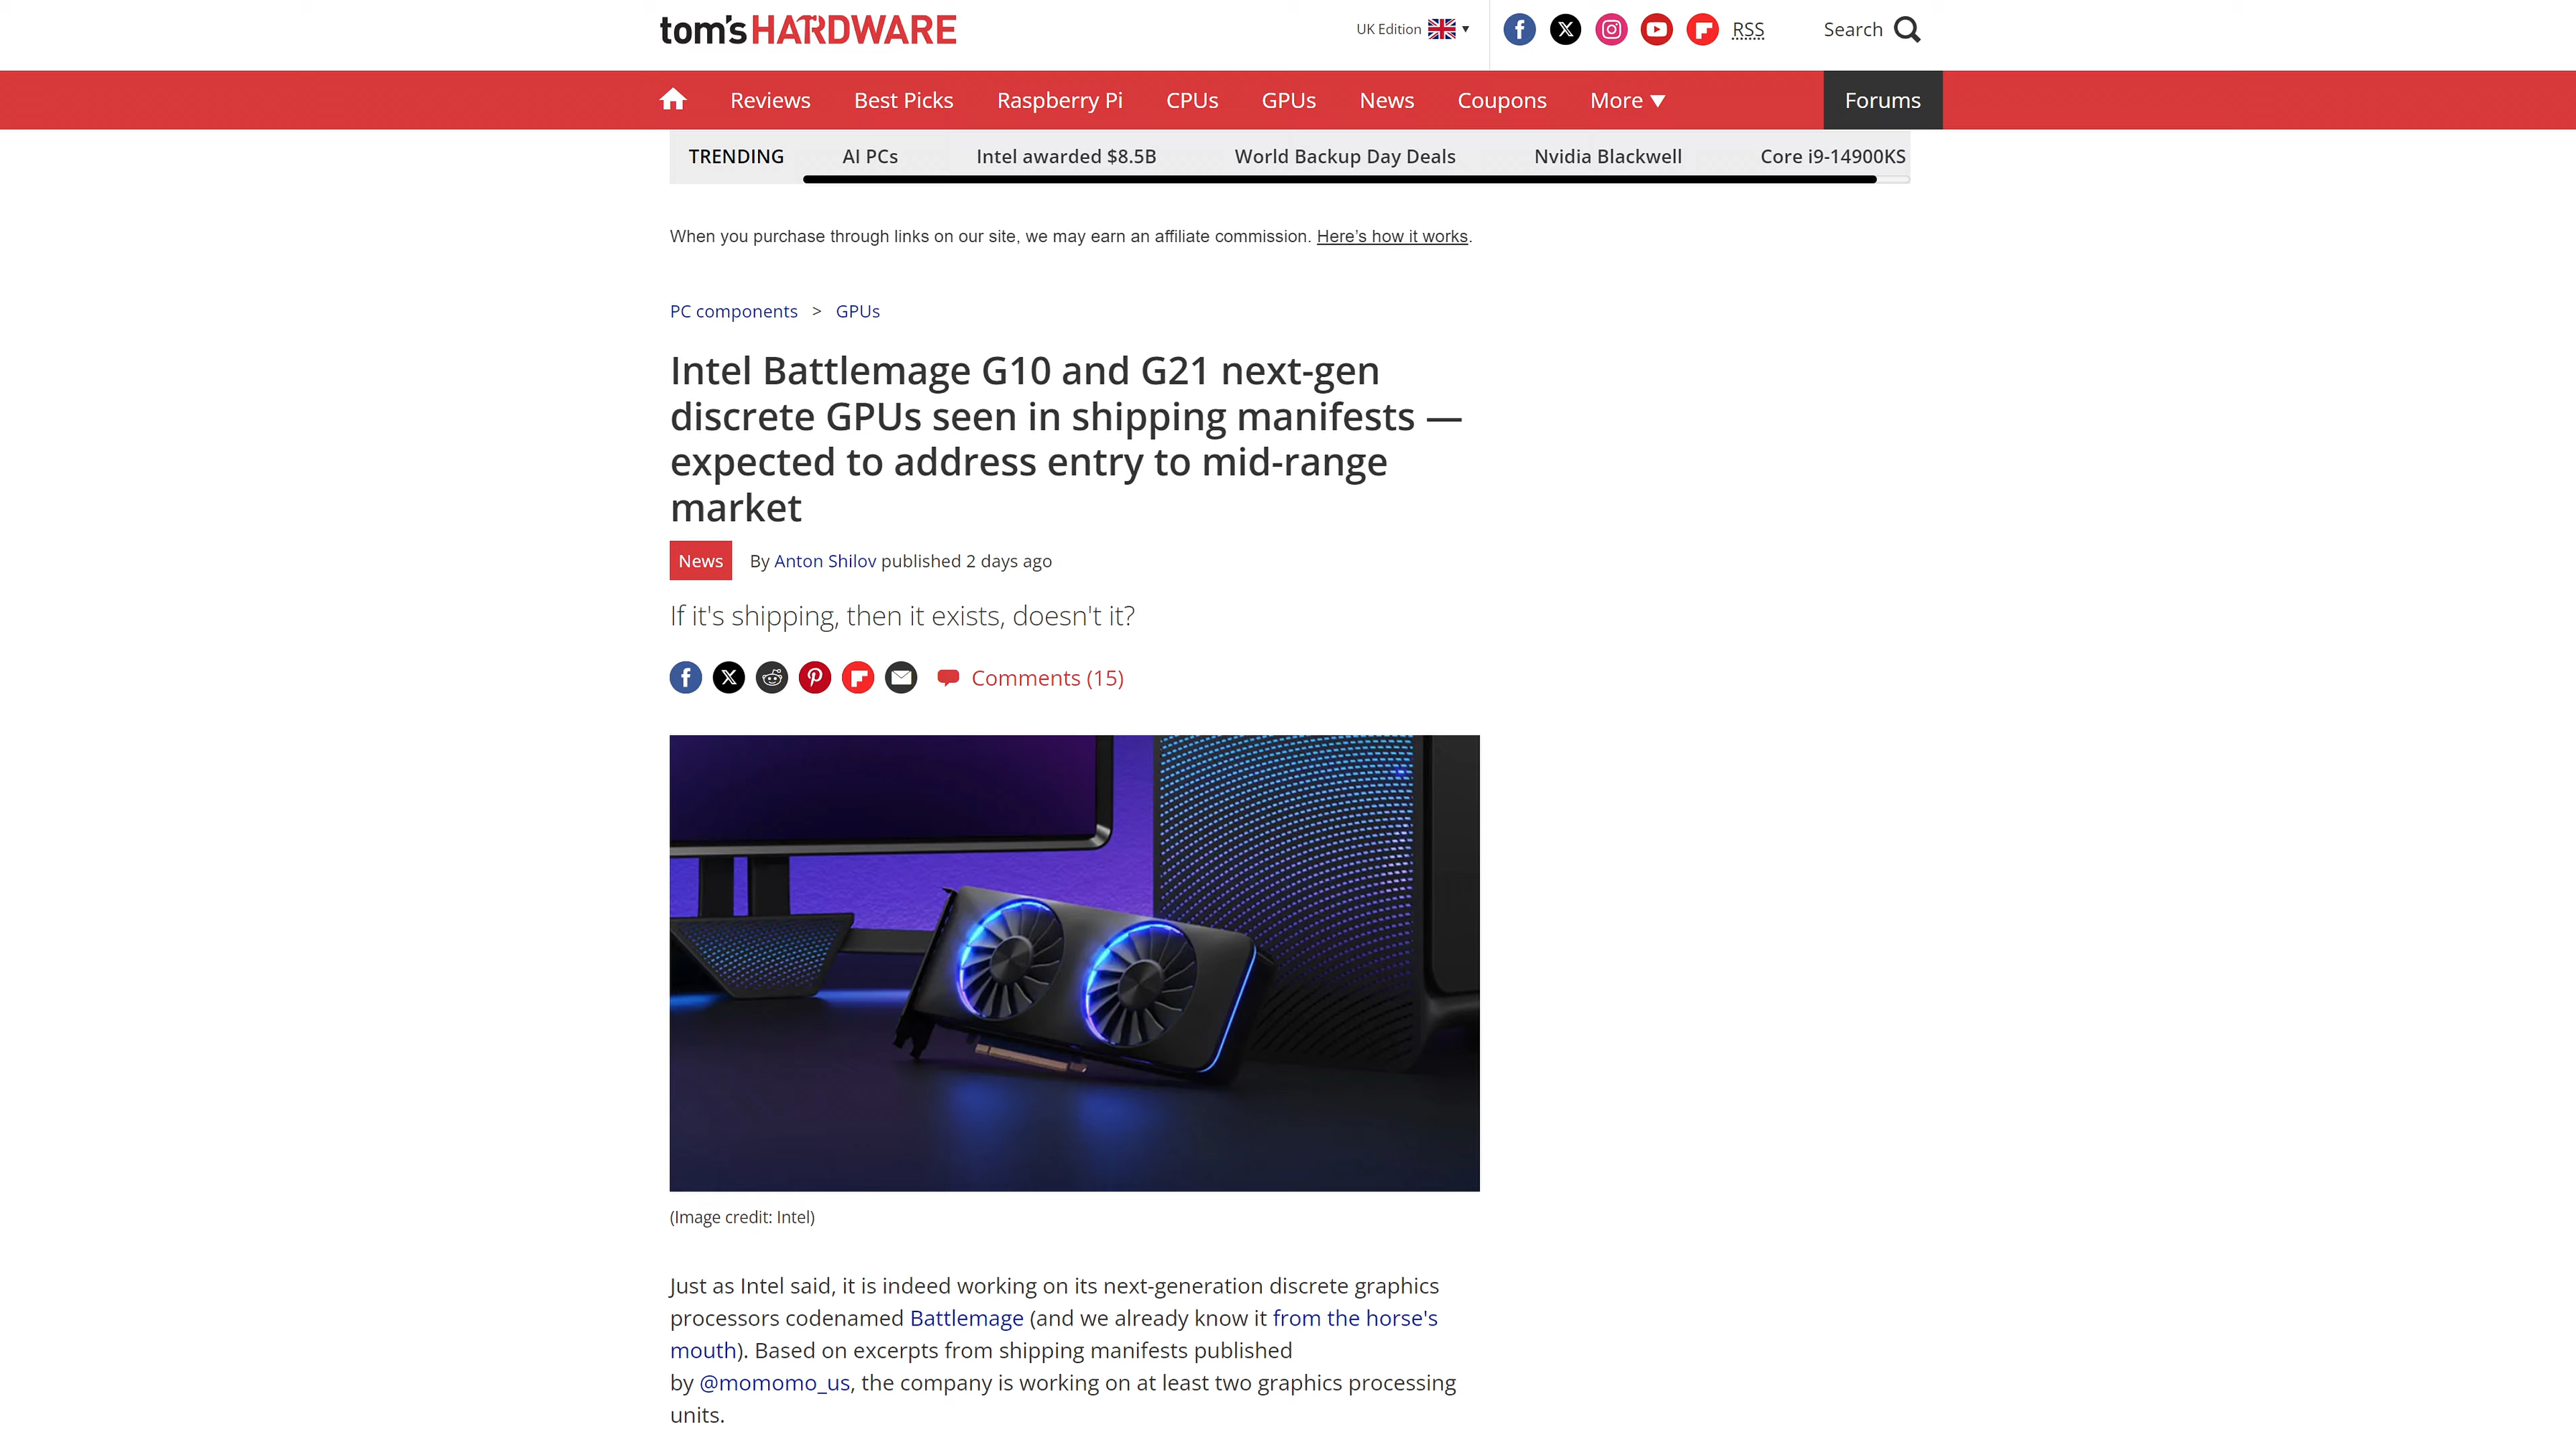 tom's HARDWARE
UK Edition
RSS
Search
Reviews
Best Picks
Raspberry Pi
CPUs
GPUs
News
Coupons
More
Forums
TRENDING
AI PCs
Intel awarded $8.5B
World Backup Day Deals
Nvidia Blackwell
Core i9-14900KS
When you purchase through links on our site, we may earn an affiliate commission. Here's how it works.
PC components > GPUs
Intel Battlemage G10 and G21 next-gen
discrete GPUs seen in shipping manifests —
expected to address entry to mid-range
market
News
By Anton Shilov published 2 days ago
If it's shipping, then it exists, doesn't it?
Comments (15)
(Image credit: Intel)
Just as Intel said, it is indeed working on its next-generation discrete graphics
processors codenamed Battlemage (and we already know it from the horse's
mouth). Based on excerpts from shipping manifests published
by @momomo_us, the company is working on at least two graphics processing
units.